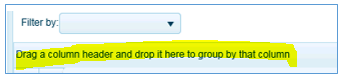 Filter by:
Drag a column header and drop it here to group by that column